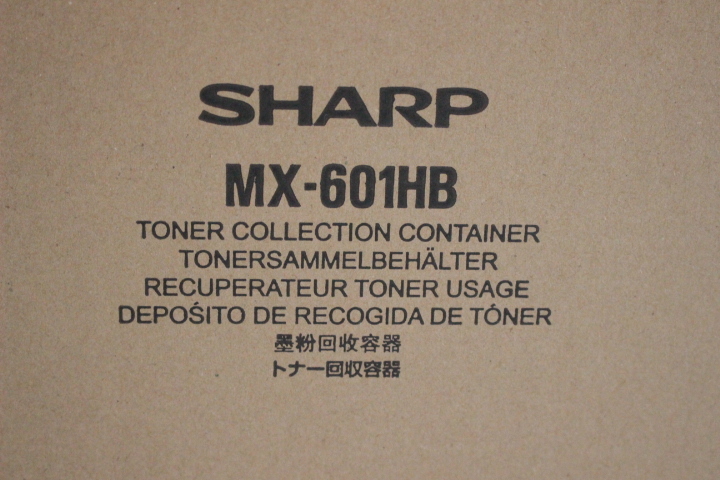 SHARP
MX-601HB
TONER COLLECTION CONTAINER
TONERSAMMELBEHÄLTER
RECUPERATEUR TONER USAGE
DEPOŚITO DE RECOGIDA DE TÓNER
墨粉回收容器
トナー回収容器